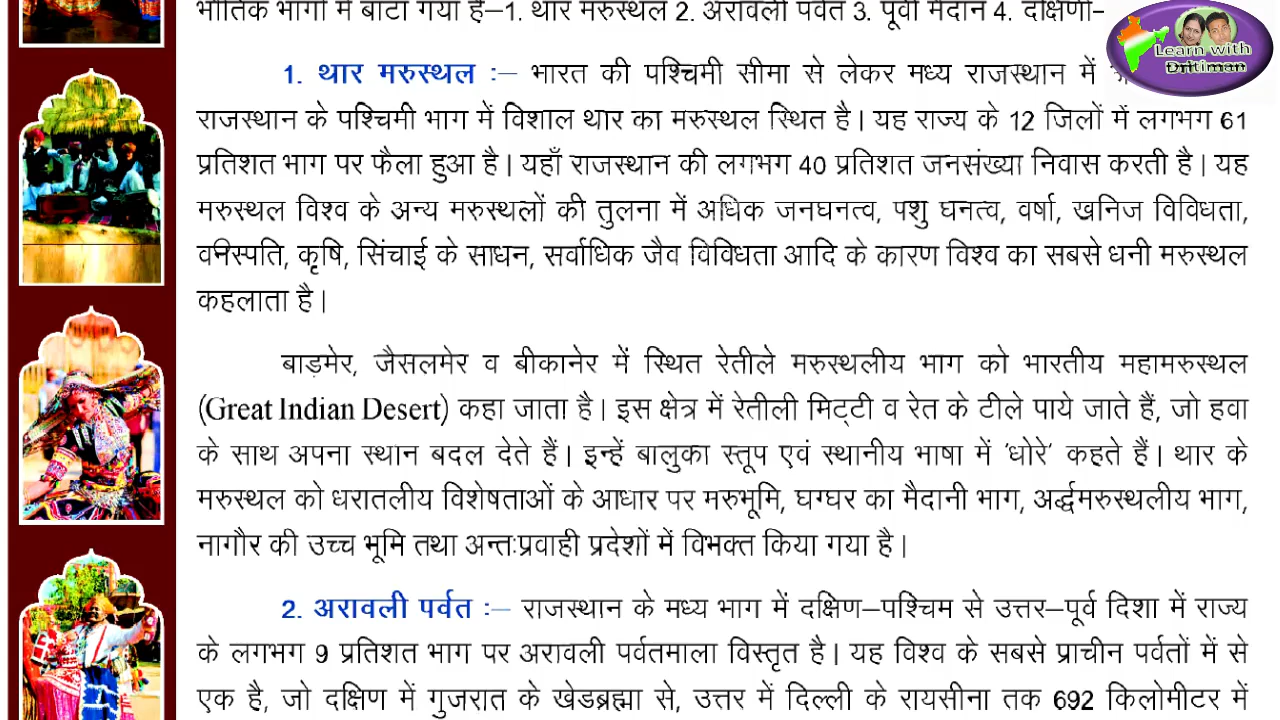 भौतिक भागों में बांटा गया है—1. थार मरुस्थल 2. अरावली पर्वत 3. पूर्वी मैदान 4. दक्षिणी—
Learn with
Dritiman
1. थार मरुस्थल :— भारत की पश्चिमी सीमा से लेकर मध्य राजस्थान में
राजस्थान के पश्चिमी भाग में विशाल थार का मरुस्थल स्थित है। यह राज्य के 12 जिलों में लगभग 61
प्रतिशत भाग पर फैला हुआ है। यहाँ राजस्थान की लगभग 40 प्रतिशत जनसंख्या निवास करती है। यह
मरुस्थल विश्व के अन्य मरुस्थलों की तुलना में अधिक जनघनत्व, पशु घनत्व, वर्षा, खनिज विविधता,
वनस्पति, कृषि, सिंचाई के साधन, सर्वाधिक जैव विविधता आदि के कारण विश्व का सबसे धनी मरुस्थल
कहलाता है।
बाड़मेर, जैसलमेर व बीकानेर में स्थित रेतीले मरुस्थलीय भाग को भारतीय महामरुस्थल
(Great Indian Desert) कहा जाता है। इस क्षेत्र में रेतीली मिट्टी व रेत के टीले पाये जाते हैं, जो हवा
के साथ अपना स्थान बदल देते हैं। इन्हें बालुका स्तूप एवं स्थानीय भाषा में 'धोरे' कहते हैं। थार के
मरुस्थल को धरातलीय विशेषताओं के आधार पर मरुभूमि, घग्घर का मैदानी भाग, अर्द्धमरुस्थलीय भाग,
नागौर की उच्च भूमि तथा अन्तःप्रवाही प्रदेशों में विभक्त किया गया है।
2. अरावली पर्वत :— राजस्थान के मध्य भाग में दक्षिण—पश्चिम से उत्तर—पूर्व दिशा में राज्य
के लगभग 9 प्रतिशत भाग पर अरावली पर्वतमाला विस्तृत है। यह विश्व के सबसे प्राचीन पर्वतों में से
एक है, जो दक्षिण में गुजरात के खेडब्रह्मा से, उत्तर में दिल्ली के रायसीना तक 692 किलोमीटर में